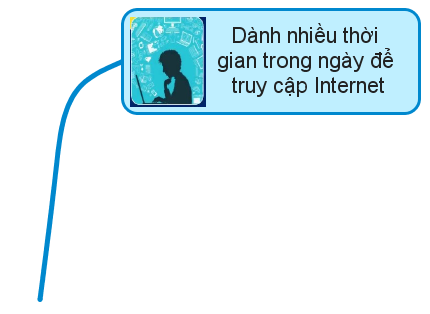 Dành nhiều thời
gian trong ngày để
truy cập Internet